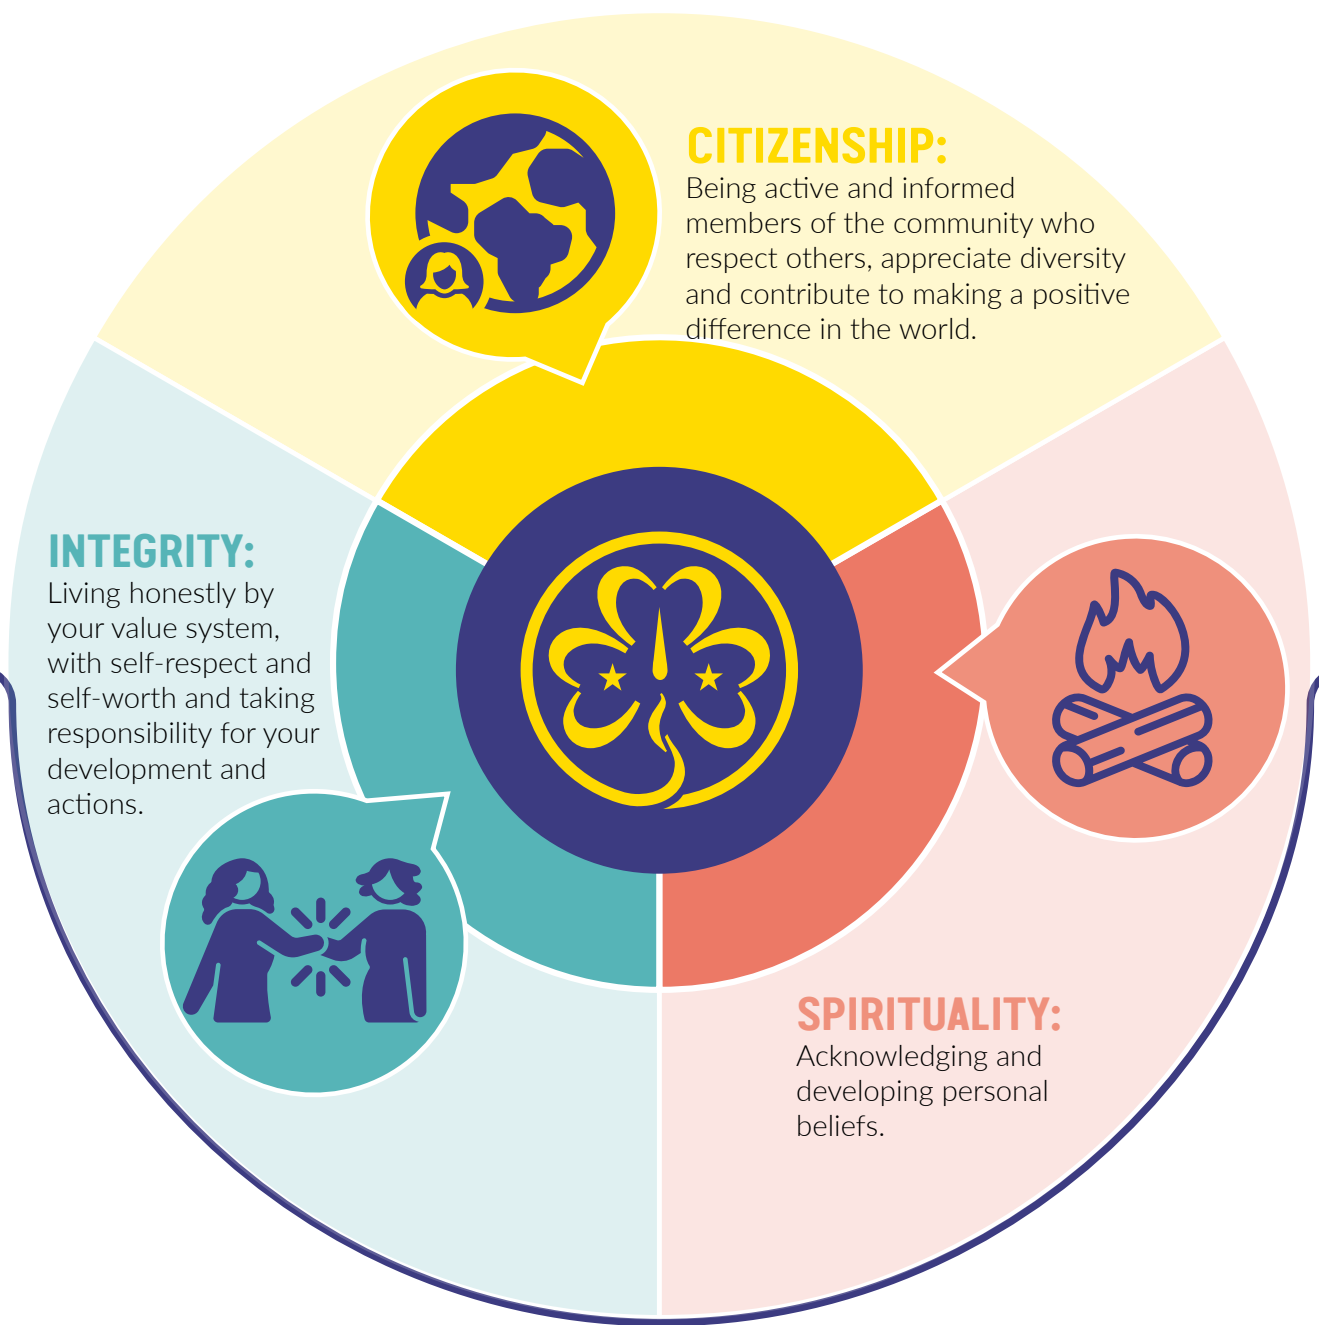 CITIZENSHIP:
Being active and informed
members of the community who
respect others, appreciate diversity
and contribute to making a positive
difference in the world.
INTEGRITY:
Living honestly by
your value system,
with self-respect and
self-worth and taking
responsibility for your
development and
actions.
SPIRITUALITY:
Acknowledging and
developing personal
beliefs.